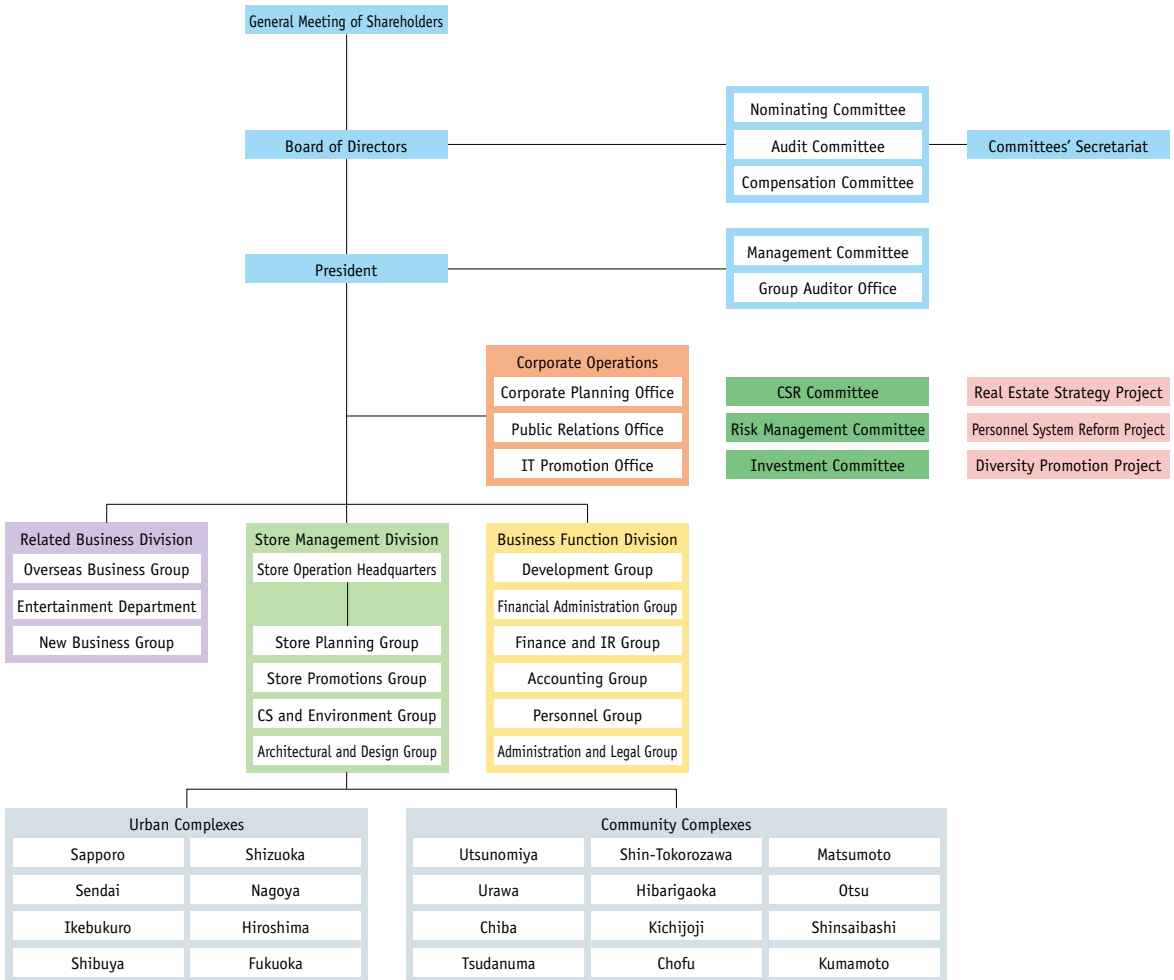 General Meeting of Shareholders
Board of Directors
Nominating Committee
Audit Committee
Compensation Committee
Committees' Secretariat
President
Management Committee
Group Auditor Office
Corporate Operations
Corporate Planning Office
Public Relations Office
IT Promotion Office
CSR Committee
Risk Management Committee
Investment Committee
Real Estate Strategy Project
Personnel System Reform Project
Diversity Promotion Project
Related Business Division
Overseas Business Group
Entertainment Department
New Business Group
Store Management Division
Store Operation Headquarters
Store Planning Group
Store Promotions Group
CS and Environment Group
Architectural and Design Group
Business Function Division
Development Group
Financial Administration Group
Finance and IR Group
Accounting Group
Personnel Group
Administration and Legal Group
Urban Complexes
Sapporo
Shizuoka
Sendai
Nagoya
Ikebukuro
Hiroshima
Shibuya
Fukuoka
Community Complexes
Utsunomiya
Shin-Tokorozawa
Matsumoto
Urawa
Hibarigaoka
Otsu
Chiba
Kichijoji
Shinsaibashi
Tsudanuma
Chofu
Kumamoto